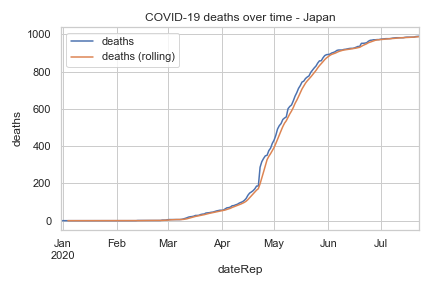 COVID-19 deaths over time - Japan
deaths
deaths (rolling)
1000
800
600
400
200
0
deaths
Jan Feb Mar Apr May Jun Jul
2020
dateRep